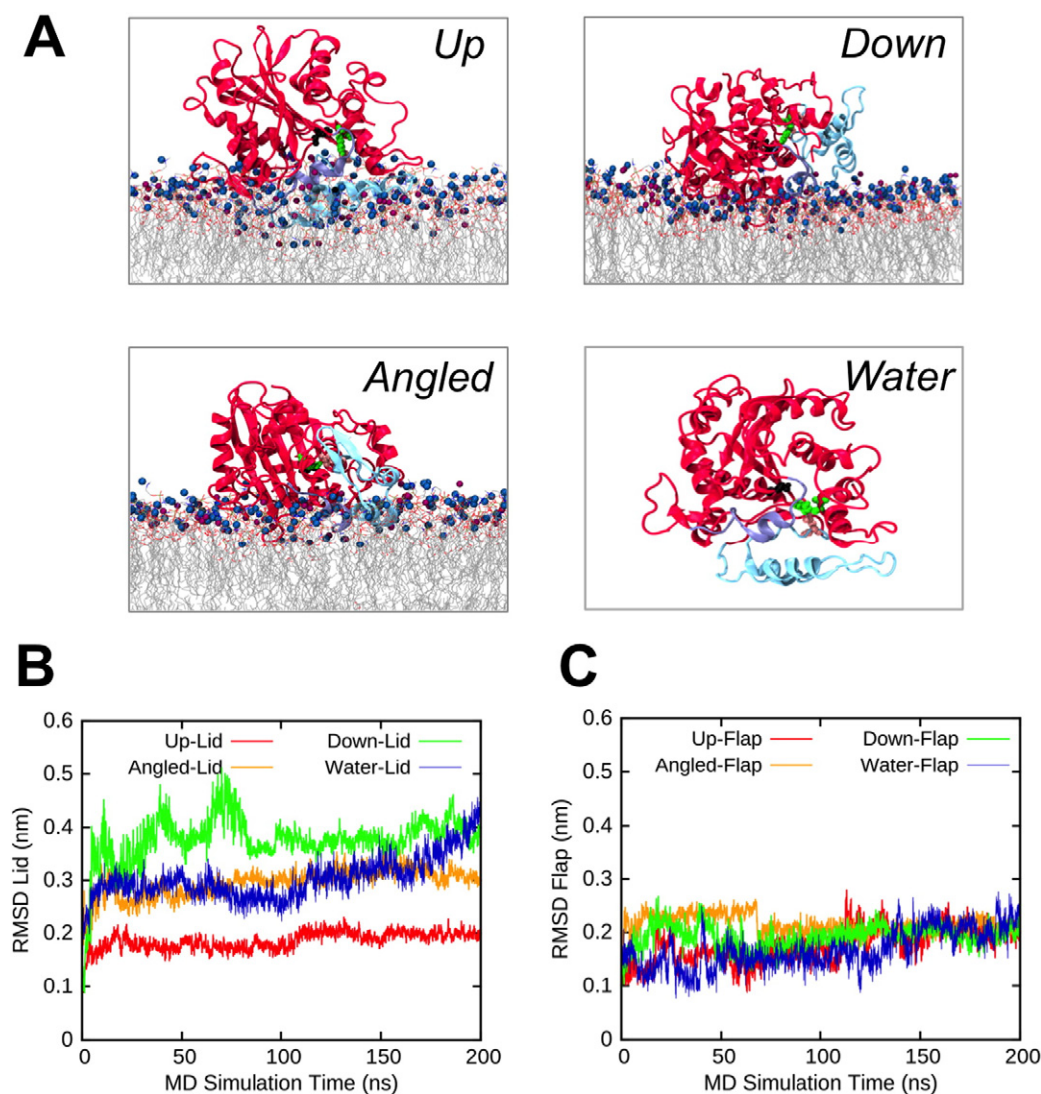 A
Up
Down
Angled
Water
B
RMSD Lid (nm)
0.6
0.5
0.4
0.3
0.2
0.1
0
Up-Lid
Down-Lid
Angled-Lid
Water-Lid
0
50
100
150
200
MD Simulation Time (ns)
C
RMSD Flap (nm)
0.6
0.5
0.4
0.3
0.2
0.1
0
Up-Flap
Down-Flap
Angled-Flap
Water-Flap
0
50
100
150
200
MD Simulation Time (ns)